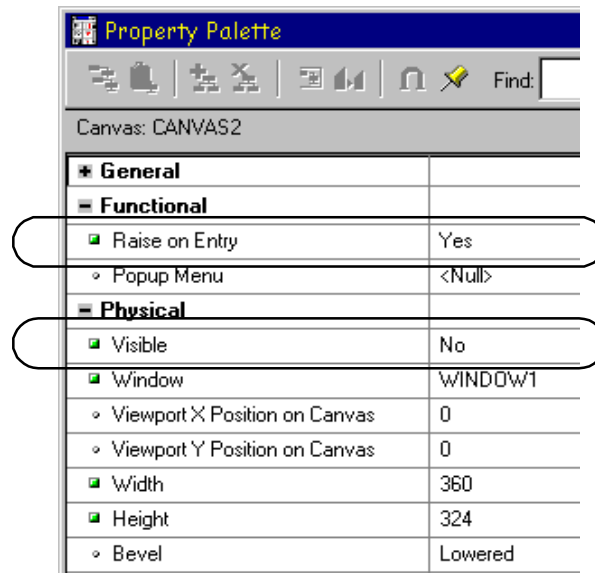 Property Palette
Find:
Canvas: CANVAS2
General
Functional
Raise on Entry Yes
Popup Menu <Null>
Physical
Visible No
Window WINDOW1
Viewport X Position on Canvas 0
Viewport Y Position on Canvas 0
Width 360
Height 324
Bevel Lowered